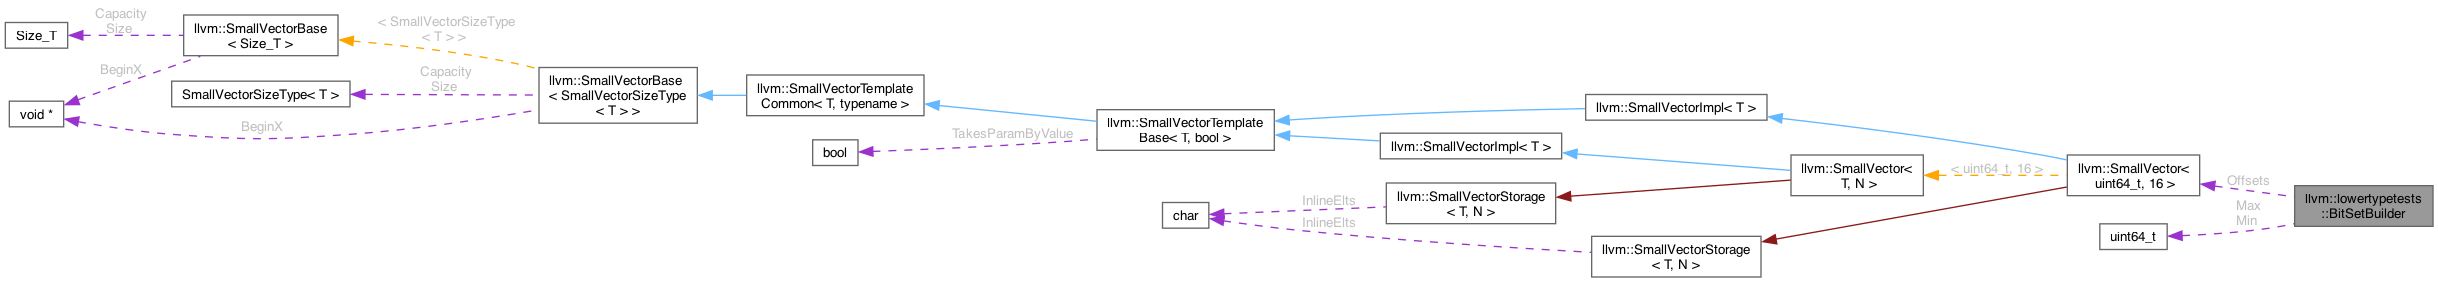 Size_T
Capacity
Size
llvm::SmallVectorBase
< Size_T >
< SmallVectorSizeType
< T > >
BeginX
SmallVectorSizeType< T >
Capacity
Size
void *
BeginX
llvm::SmallVectorBase
< SmallVectorSizeType
< T > >
llvm::SmallVectorTemplate
Common< T, typename >
bool
TakesParamByValue
llvm::SmallVectorTemplate
Base< T, bool >
llvm::SmallVectorImpl< T >
llvm::SmallVectorImpl< T >
char
InlineElts
InlineElts
llvm::SmallVectorStorage
< T, N >
llvm::SmallVectorStorage
< T, N >
llvm::SmallVector<
T, N >
< uint64_t, 16 >
llvm::SmallVector<
uint64_t, 16 >
Offsets
Max
Min
uint64_t
llvm::lowertypetests
::BitSetBuilder